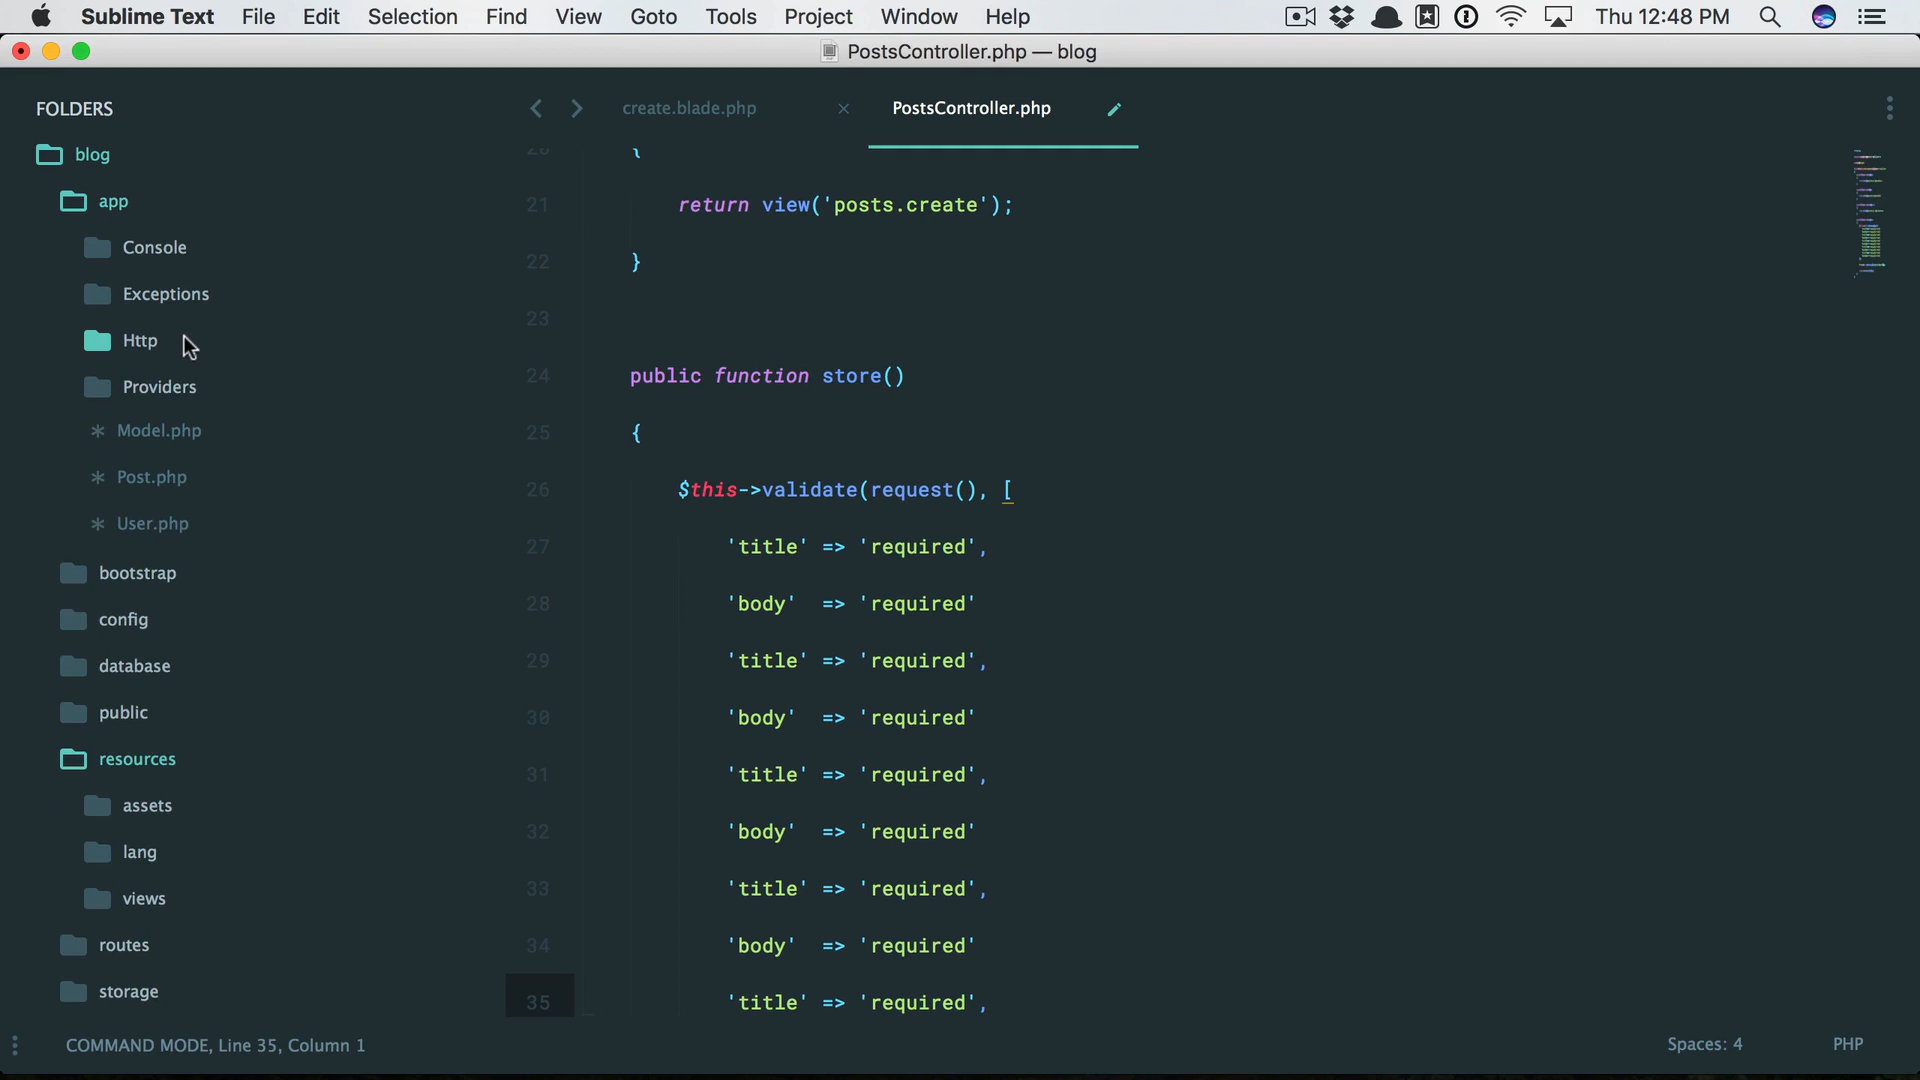 Sublime Text File Edit Selection Find View Goto Tools Project Window Help Thu 12:48 PM
PostsController.php — blog
FOLDERS
blog
app
Console
Exceptions
Http
Providers
Model.php
Post.php
User.php
bootstrap
config
database
public
resources
assets
lang
views
routes
storage
create.blade.php × PostsController.php
20 {
21 return view('posts.create');
22 }
23
24 public function store()
25 {
26 $this->validate(request(), [
27 'title' => 'required',
28 'body' => 'required'
29 'title' => 'required',
30 'body' => 'required'
31 'title' => 'required',
32 'body' => 'required'
33 'title' => 'required',
34 'body' => 'required'
35 'title' => 'required',
COMMAND MODE, Line 35, Column 1 Spaces: 4 PHP